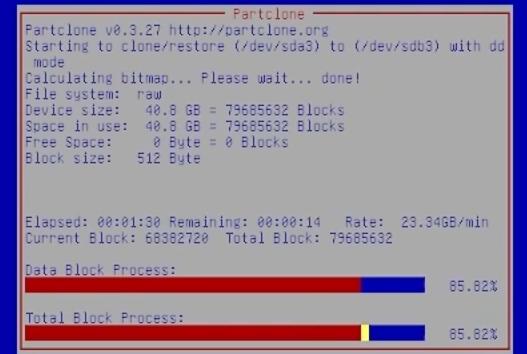 Partclone
Partclone v0.3.27 http://partclone.org
Starting to clone/restore (/dev/sda3) to (/dev/sdb3) with dd
mode
Calculating bitmap... Please wait... done!
File system:  raw
Device size:   40.8 GB = 79685632 Blocks
Space in use:  40.8 GB = 79685632 Blocks
Free Space:     0 Byte = 0 Blocks
Block size:   512 Byte
Elapsed: 00:01:30 Remaining: 00:00:14   Rate:  23.34GB/min
Current Block: 68382720  Total Block: 79685632
Data Block Process:
85.82%
Total Block Process:
85.82%